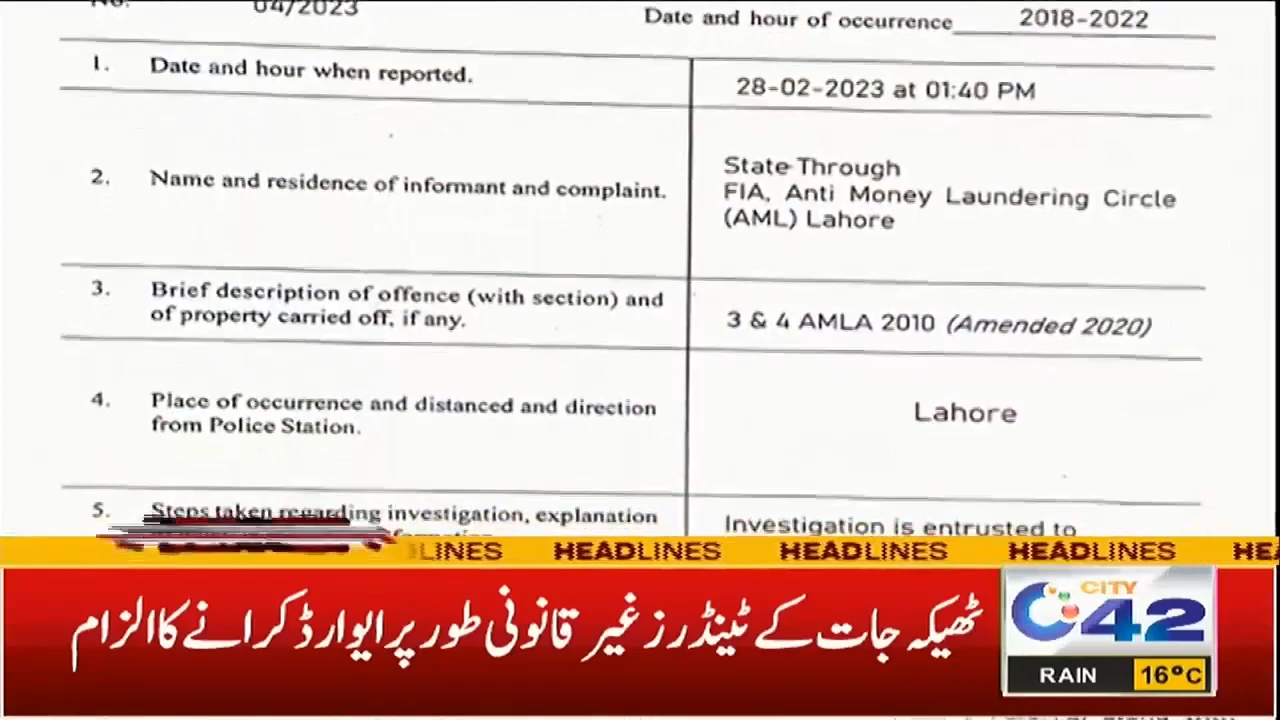 No. 04/2023
Date and hour of occurrence 2018-2022
1. Date and hour when reported.
28-02-2023 at 01:40 PM
2. Name and residence of informant and complaint.
State Through
FIA, Anti Money Laundering Circle
(AML) Lahore
3. Brief description of offence (with section) and
of property carried off, if any.
3 & 4 AMLA 2010 (Amended 2020)
4. Place of occurrence and distanced and direction
from Police Station.
Lahore
5. Steps taken regarding investigation, explanation
Investigation is entrusted to
LINES HEADLINES HEADLINES HEADLINES HE
ٹھیکہ جات کے ٹینڈرز غیر قانونی طور پر ایوارڈ کرانے کا الزام
CITY
42
RAIN 16°C